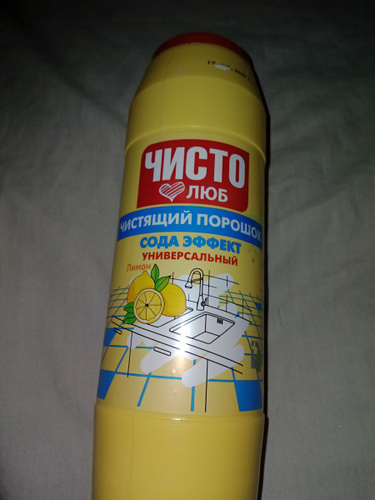 ЧИСТО
ЛЮБ
ЧИСТЯЩИЙ ПОРОШОК
СОДА ЭФФЕКТ
УНИВЕРСАЛЬНЫЙ
Лимон